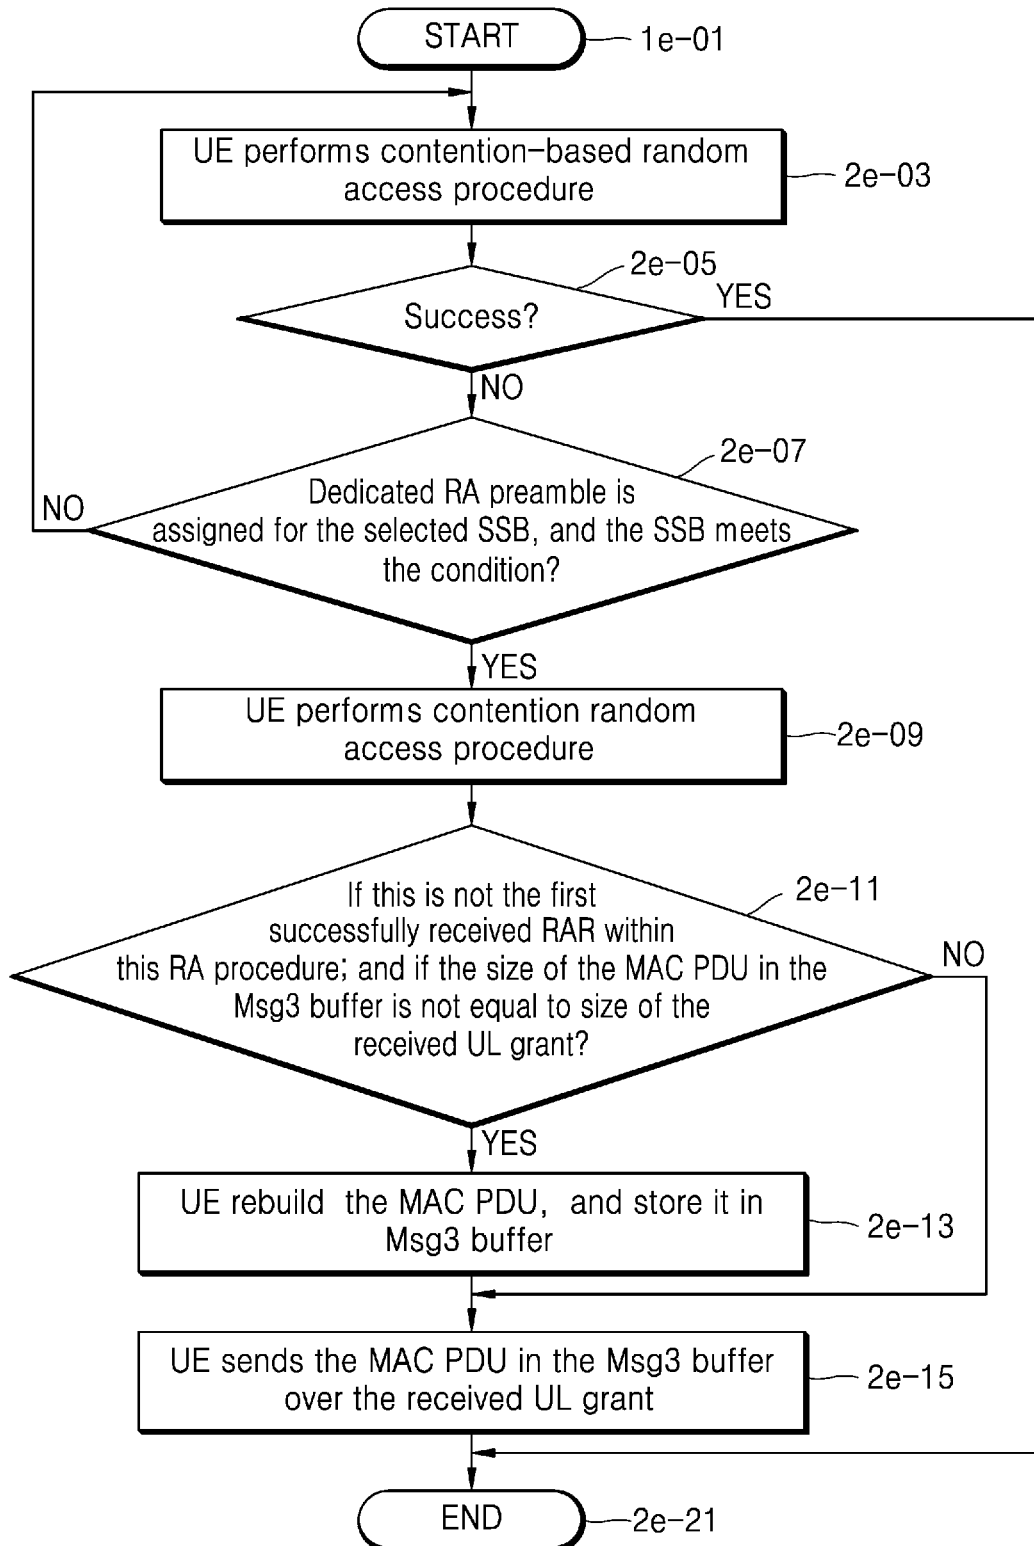 START
1e-01
UE performs contention-based random
access procedure
2e-03
2e-05
Success?
YES
NO
2e-07
Dedicated RA preamble is
assigned for the selected SSB, and the SSB meets
the condition?
NO
YES
UE performs contention random
access procedure
2e-09
2e-11
If this is not the first
successfully received RAR within
this RA procedure; and if the size of the MAC PDU in the
Msg3 buffer is not equal to size of the
received UL grant?
NO
YES
UE rebuild the MAC PDU, and store it in
Msg3 buffer
2e-13
UE sends the MAC PDU in the Msg3 buffer
over the received UL grant
2e-15
END
2e-21